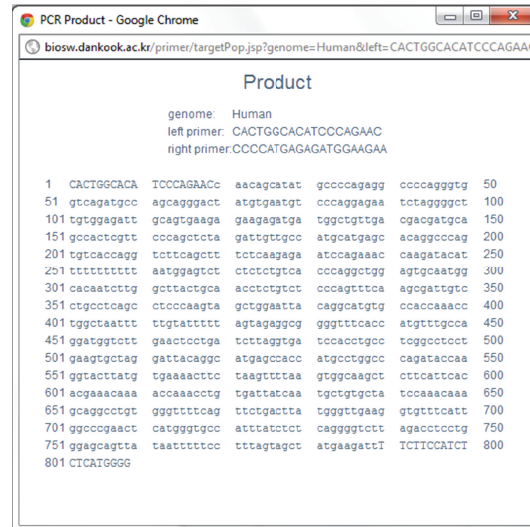 PCR Product - Google Chrome
biosw.dankook.ac.kr/primer/targetPop.jsp?genome=Human&left=CACTGGCACATCCCAGAAC
Product
genome: Human
left primer: CACTGGCACATCCCAGAAC
right primer:CCCCATGAGAGATGGAAGAA
1 CACTGGCACA TCCCAGAACc aacagcatat gccccagagg ccccagggtg 50
51 gtcagatgcc agcagggact atgtgaatgt cccaggagaa tctaggggct 100
101 tgtggagatt gcagtgaaga gaagagatga tggctgttga cgacgatgca 150
151 gccactcgtt cccagctcta gattgttgcc atgcatgagc acaggcccag 200
201 tgtcaccagg tcttcagctt tctcaagaga atccagaaac caagatacat 250
251 tttttttttt aatggagtct ctctctgtca cccaggctgg agtgcaatgg 300
301 cacaatcttg gcttactgca acctctgtct cccagtttca agcgattgtc 350
351 ctgcctcagc ctcccaagta gctggaatta caggcatgtg ccaccaaacc 400
401 tggctaattt ttgtattttt agtagaggcg gggtttcacc atgtttgcca 450
451 ggatggtctt gaactcctga tcttaggtga tccacctgcc tcggcctcct 500
501 gaagtgctag gattacaggc atgagccacc atgcctggcc cagataccaa 550
551 ggtacttatg tgaaaacttc taagttttaa gtggcaagct cttcattcac 600
601 acgaaacaaa accaaacctg tgattatcaa tgctgtgcta tccaaacaaa 650
651 gcaggcctgt gggttttcag ttctgactta tgggttgaag gtgtttcatt 700
701 ggcccgaact catgggtgcc atttatctct caggggtctt agacctcctg 750
751 ggagcagtta taatttttcc tttagtagct atgaagattT TCTTCCATCT 800
801 CTCATGGGG